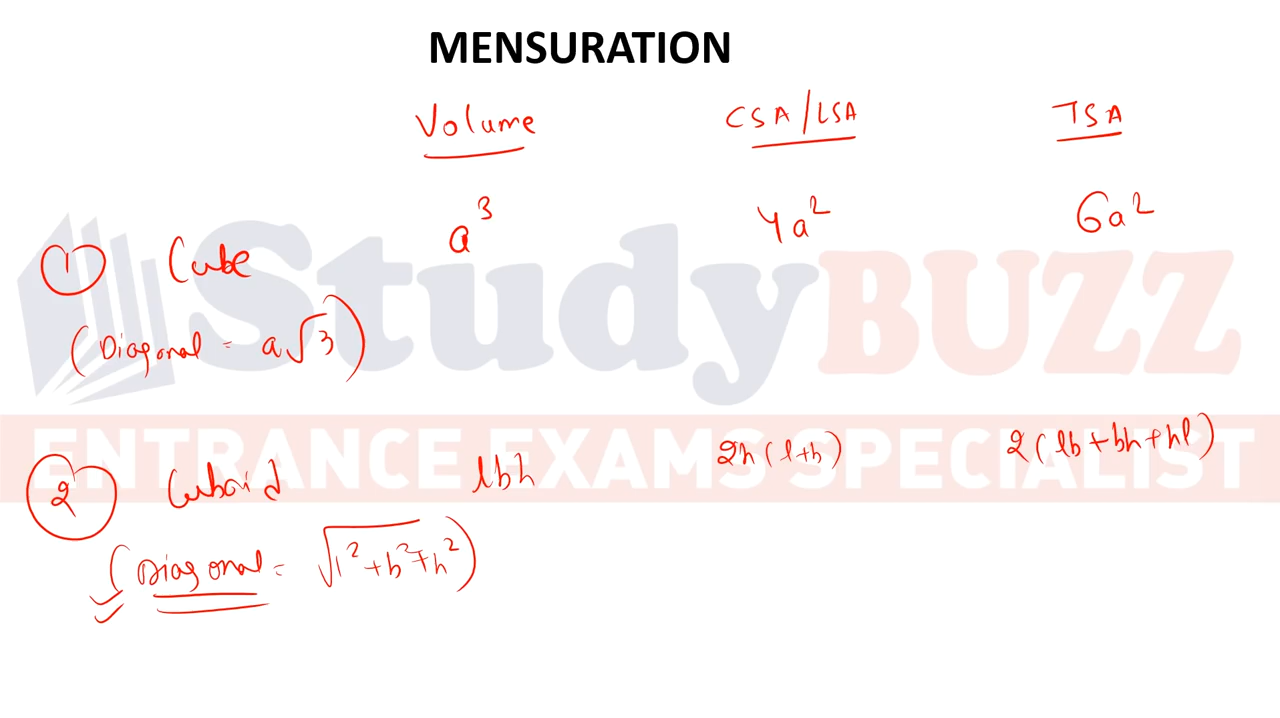 MENSURATION
Volume CSA/LSA TSA
① Cube a³ 4a² 6a²
(Diagonal = a√3)
② Cuboid lbh 2h(l+b) 2(lb+bh+hl)
(Diagonal = √l²+b²+h²)
StudyBUZZ
ENTRANCE EXAMS SPECIALIST